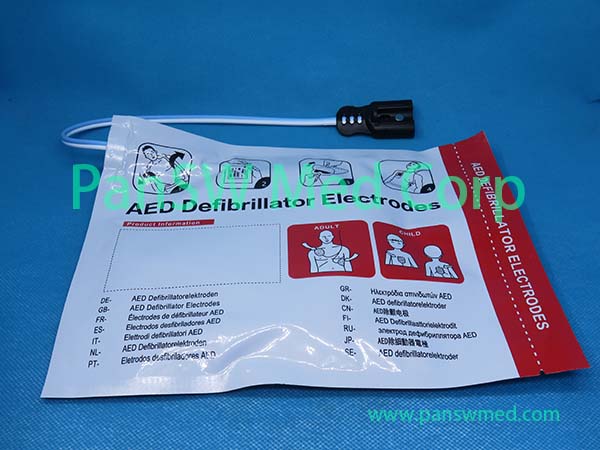 PanSW Med Corp
AED Defibrillator Electrodes
Product Information
ADULT
CHILD
DE- AED Defibrillatorelektroden
GB- AED Defibrillator Electrodes
FR- Électrodes de défibrillateur AED
ES- Electrodos desfibriladores AED
IT- Elettrodi defibrillatori AED
NL- AED Defibrillatorelektroden
PT- Eletrodos desfibriladores AED
GR- Ηλεκτρόδια απινιδωτών AED
DK- AED defibrillatorelektroder
CN- AED除颤电极
FI- AED Defibrillaattorielektrodit
RU- электрод дефибриллятора AED
JP- AED除細動器電極
SE- AED defibrillatorelektroder
AED DEFIBRILLATOR ELECTRODES
www.panswmed.com